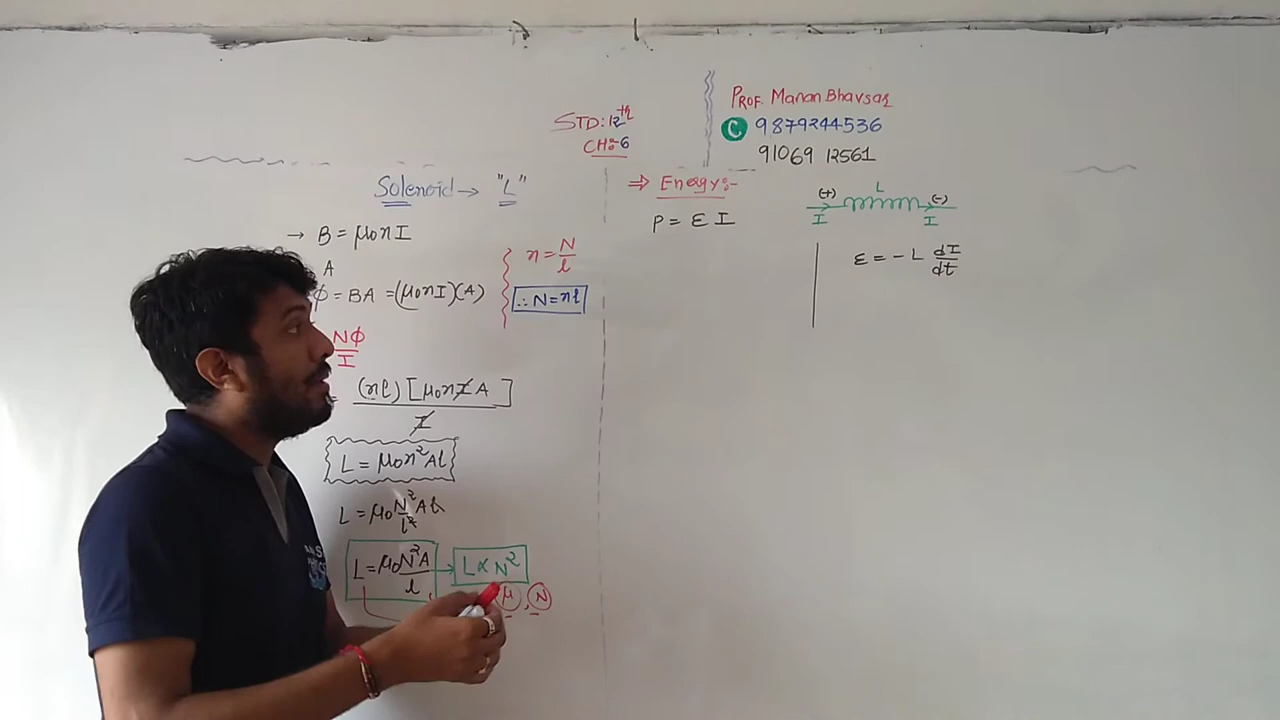 STD: 12th
CH:-6
PROF. Manan Bhavsar
C 9879244536
91069 12561
Solenoid → "L"
→ B = μ₀nI
A
ϕ = BA = (μ₀nI)(A)
n = N/l
∴ N = nl
Nϕ/I
= (nl) [μ₀nIA] / I
L = μ₀n²Al
L = μ₀ N²/l² Al
L = μ₀N²A/l → L ∝ N²
μ, N
⇒ Energy:-
P = ε I
(+) L (-)
I I
ε = -L dI/dt